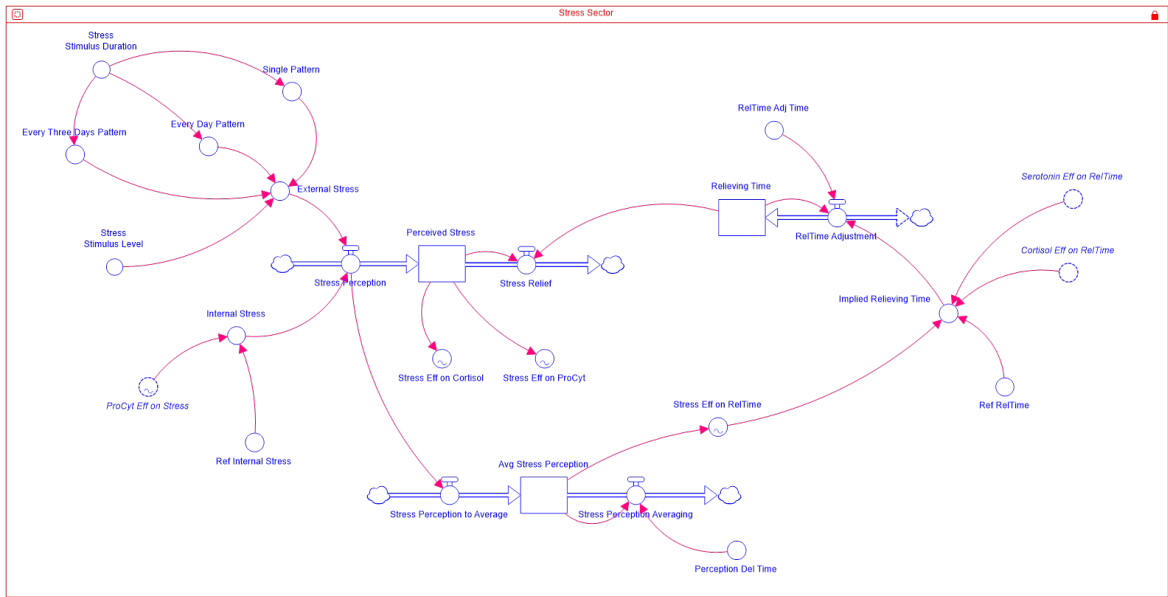 Stress Sector
Stress
Stimulus Duration
Single Pattern
Every Three Days Pattern
Every Day Pattern
RelTime Adj Time
External Stress
Relieving Time
Serotonin Eff on RelTime
Stress
Stimulus Level
Perceived Stress
RelTime Adjustment
Cortisol Eff on RelTime
Stress Perception
Stress Relief
Implied Relieving Time
Internal Stress
Stress Eff on Cortisol
Stress Eff on ProCyt
ProCyt Eff on Stress
Stress Eff on RelTime
Ref RelTime
Ref Internal Stress
Avg Stress Perception
Stress Perception to Average
Stress Perception Averaging
Perception Del Time